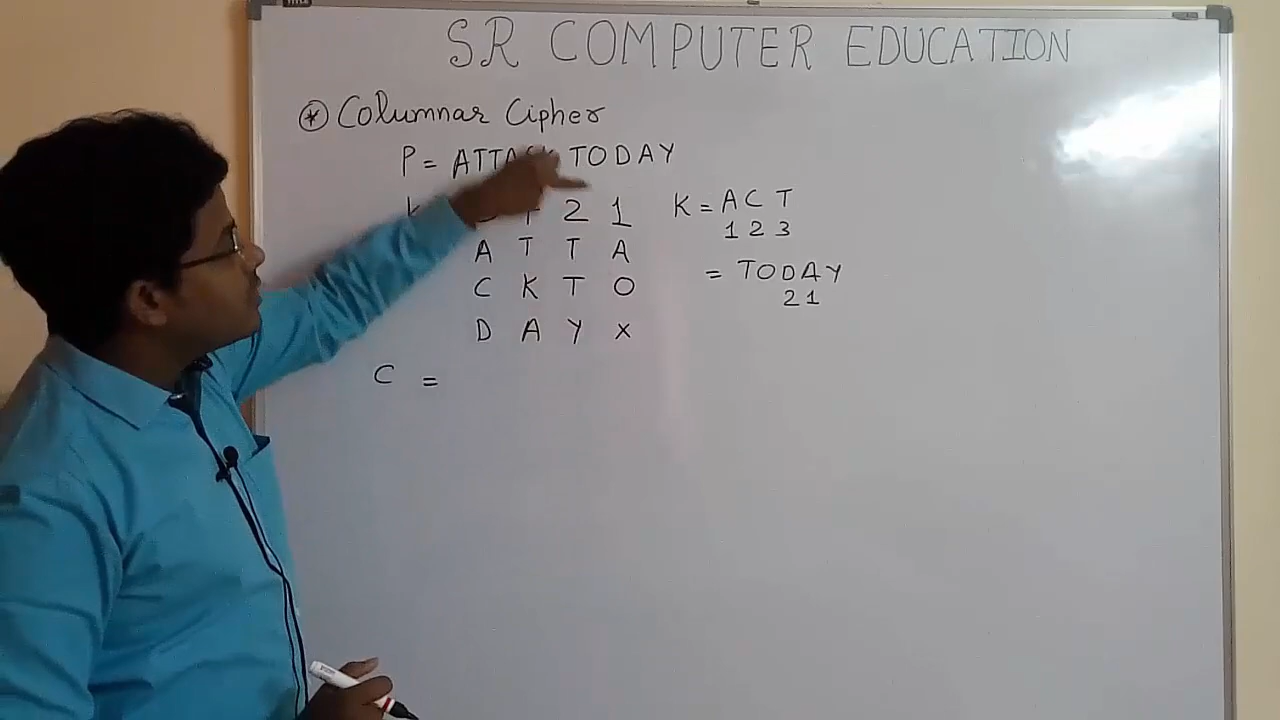 SR COMPUTER EDUCATION
* Columnar Cipher
P = ATTACK TODAY
2 1
K = A C T
1 2 3
A T T A
= TODAY
C K T O
2 1
D A Y X
C =